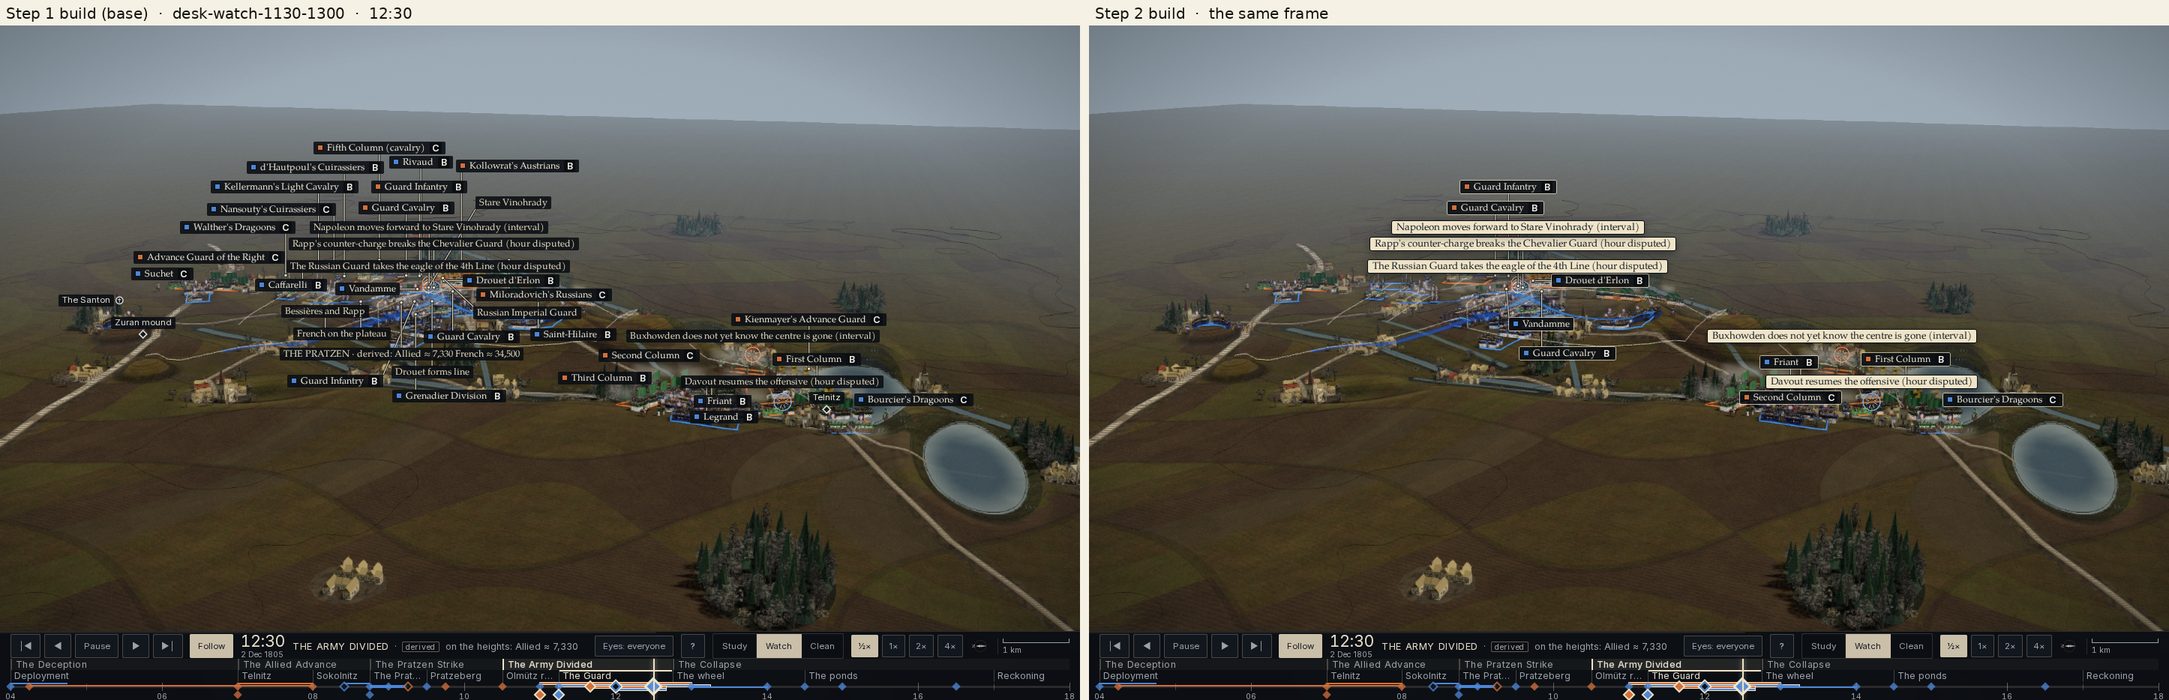 Step 1 build (base) · desk-watch-1130-1300 · 12:30
Fifth Column (cavalry) C
d'Hautpoul's Cuirassiers B
Rivaud B
Kollowrat's Austrians B
Kellermann's Light Cavalry B
Guard Infantry B
Nansouty's Cuirassiers C
Guard Cavalry B
Stare Vinohrady
Walther's Dragoons C
Napoleon moves forward to Stare Vinohrady (interval)
Rapp's counter-charge breaks the Chevalier Guard (hour disputed)
Advance Guard of the Right C
The Russian Guard takes the eagle of the 4th Line (hour disputed)
Suchet C
Caffarelli B
Vandamme
Drouet d'Erlon B
Miloradovich's Russians C
The Santon
Bessières and Rapp
Russian Imperial Guard
Zuran mound
French on the plateau
Guard Cavalry B
Saint-Hilaire B
Kienmayer's Advance Guard C
Buxhowden does not yet know the centre is gone (interval)
THE PRATZEN · derived: Allied ≈ 7,330 French ≈ 34,500
Second Column C
First Column B
Drouet forms line
Guard Infantry B
Third Column B
Davout resumes the offensive (hour disputed)
Grenadier Division B
Friant B
Telnitz
Bourcier's Dragoons C
Legrand B
Pause
Follow
12:30
2 Dec 1805
THE ARMY DIVIDED · derived on the heights: Allied ≈ 7,330
Eyes: everyone
?
Study Watch Clean
½× 1× 2× 4×
1 km
The Deception The Allied Advance The Pratzen Strike The Army Divided The Collapse
Deployment Telnitz Sokolnitz The Prat... Pratzeberg Olmütz r... The Guard The wheel The ponds Reckoning
04 06 08 10 12 14 16 18
Step 2 build · the same frame
Guard Infantry B
Guard Cavalry B
Napoleon moves forward to Stare Vinohrady (interval)
Rapp's counter-charge breaks the Chevalier Guard (hour disputed)
The Russian Guard takes the eagle of the 4th Line (hour disputed)
Drouet d'Erlon B
Vandamme
Guard Cavalry B
Buxhowden does not yet know the centre is gone (interval)
Friant B
First Column B
Davout resumes the offensive (hour disputed)
Second Column C
Bourcier's Dragoons C
Pause
Follow
12:30
2 Dec 1805
THE ARMY DIVIDED · derived on the heights: Allied ≈ 7,330
Eyes: everyone
?
Study Watch Clean
½× 1× 2× 4×
1 km
The Deception The Allied Advance The Pratzen Strike The Army Divided The Collapse
Deployment Telnitz Sokolnitz The Prat... Pratzeberg Olmütz r... The Guard The wheel The ponds Reckoning
04 06 08 10 12 14 16 18